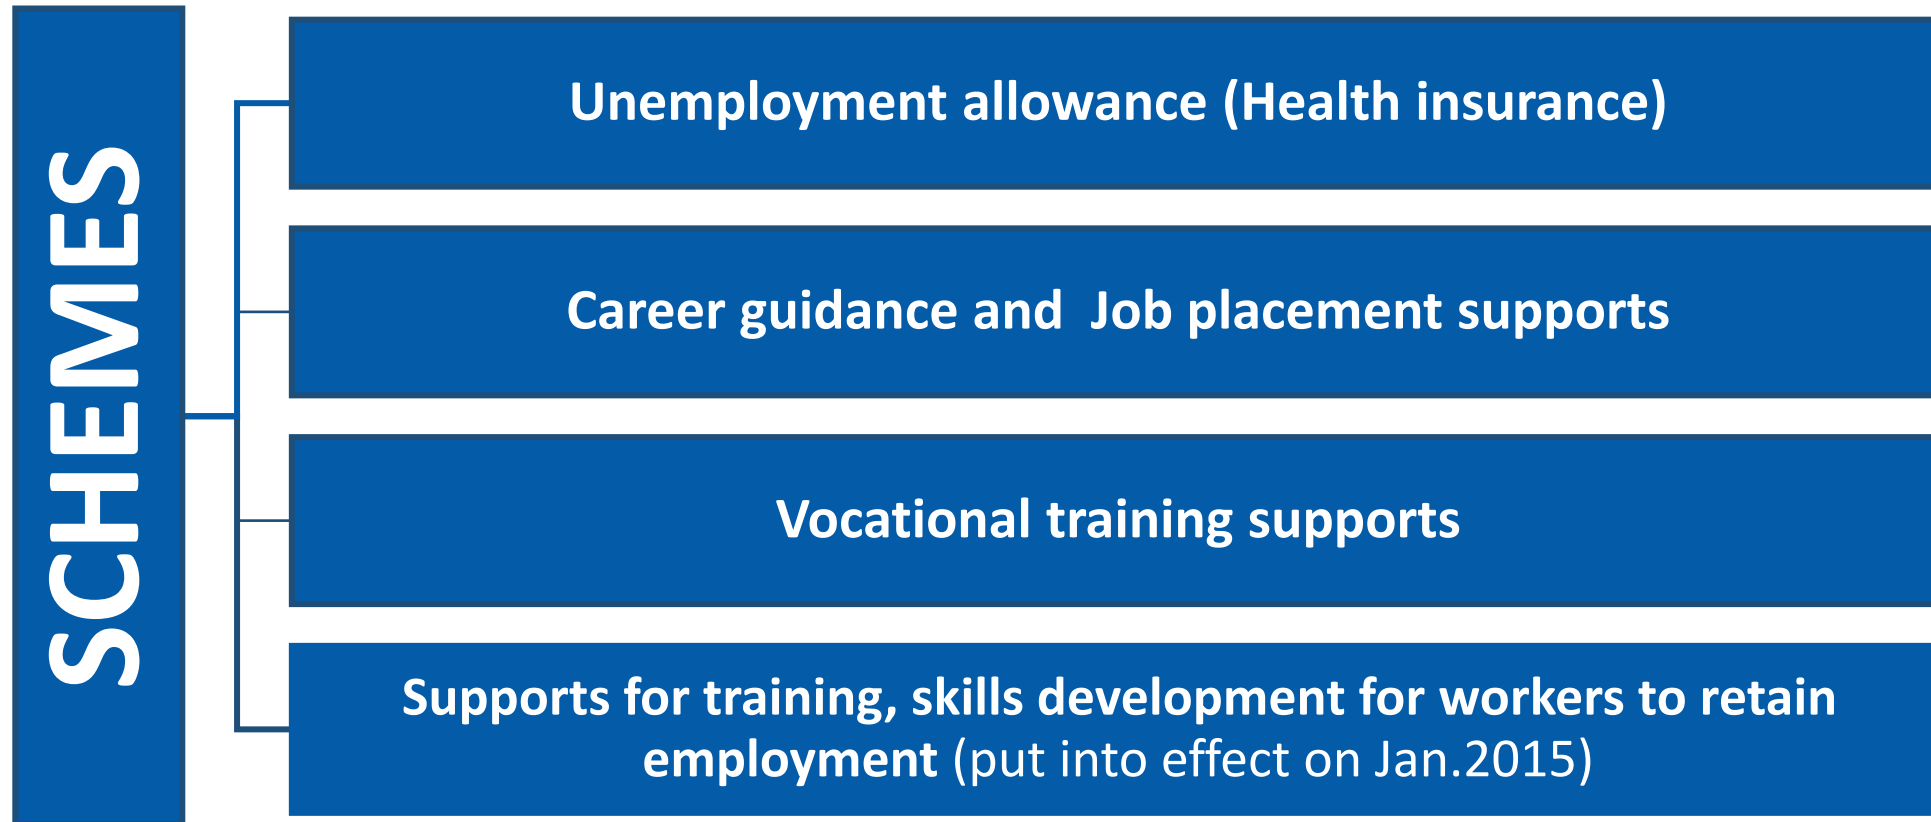 SCHEMES
Unemployment allowance (Health insurance)
Career guidance and  Job placement supports
Vocational training supports
Supports for training, skills development for workers to retain
employment (put into effect on Jan.2015)